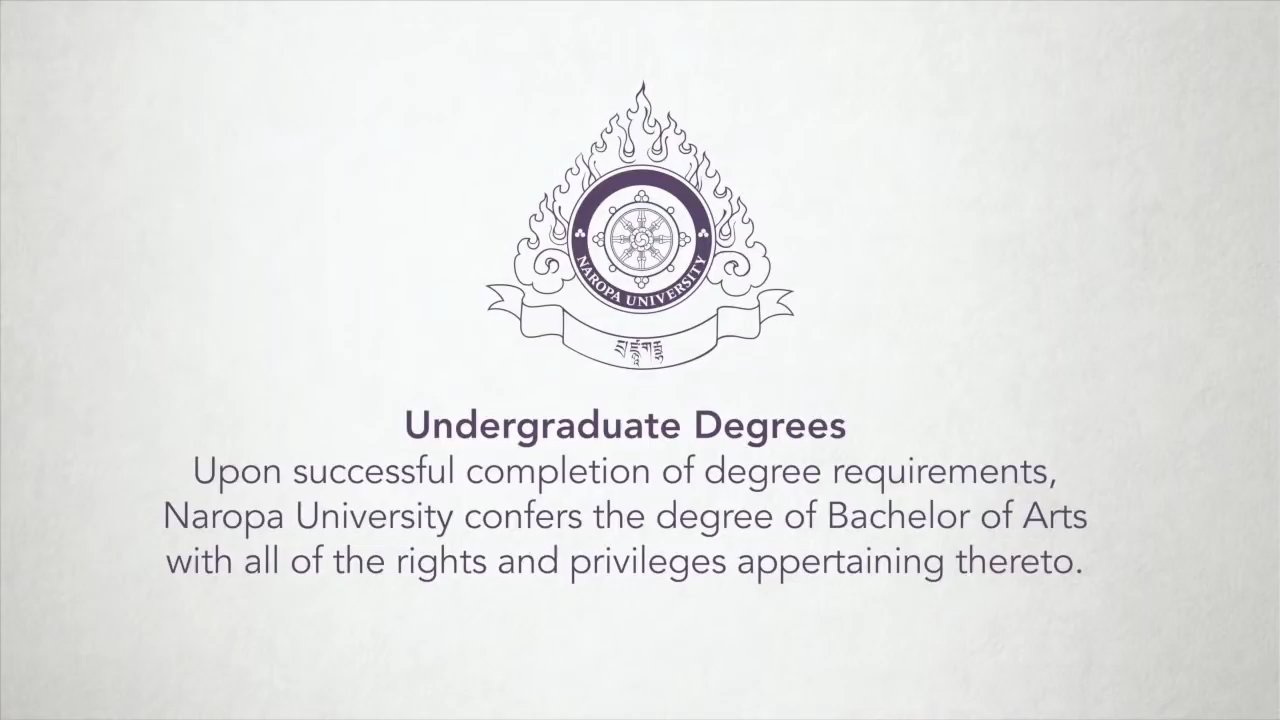 NAROPA UNIVERSITY
Undergraduate Degrees
Upon successful completion of degree requirements,
Naropa University confers the degree of Bachelor of Arts
with all of the rights and privileges appertaining thereto.